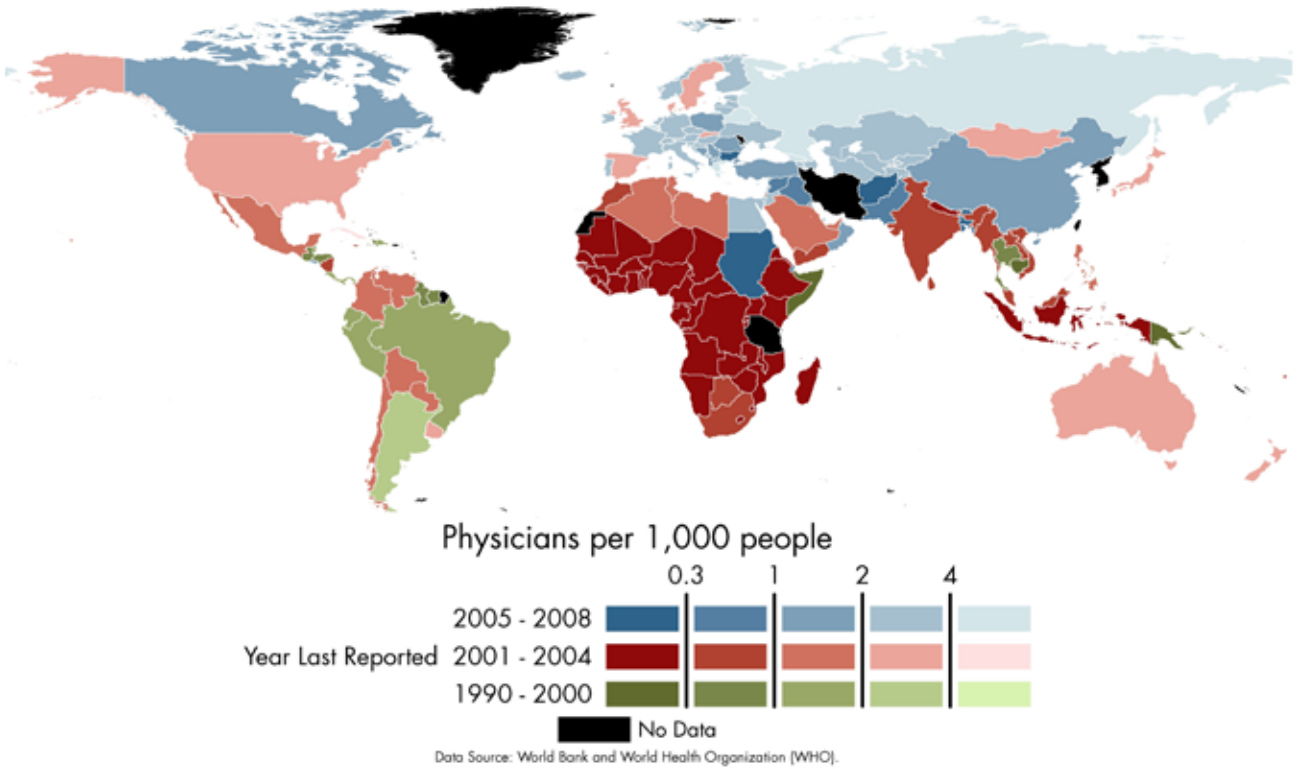 Physicians per 1,000 people
0.3 1 2 4
2005 - 2008
Year Last Reported 2001 - 2004
1990 - 2000
No Data
Data Source: World Bank and World Health Organization (WHO).